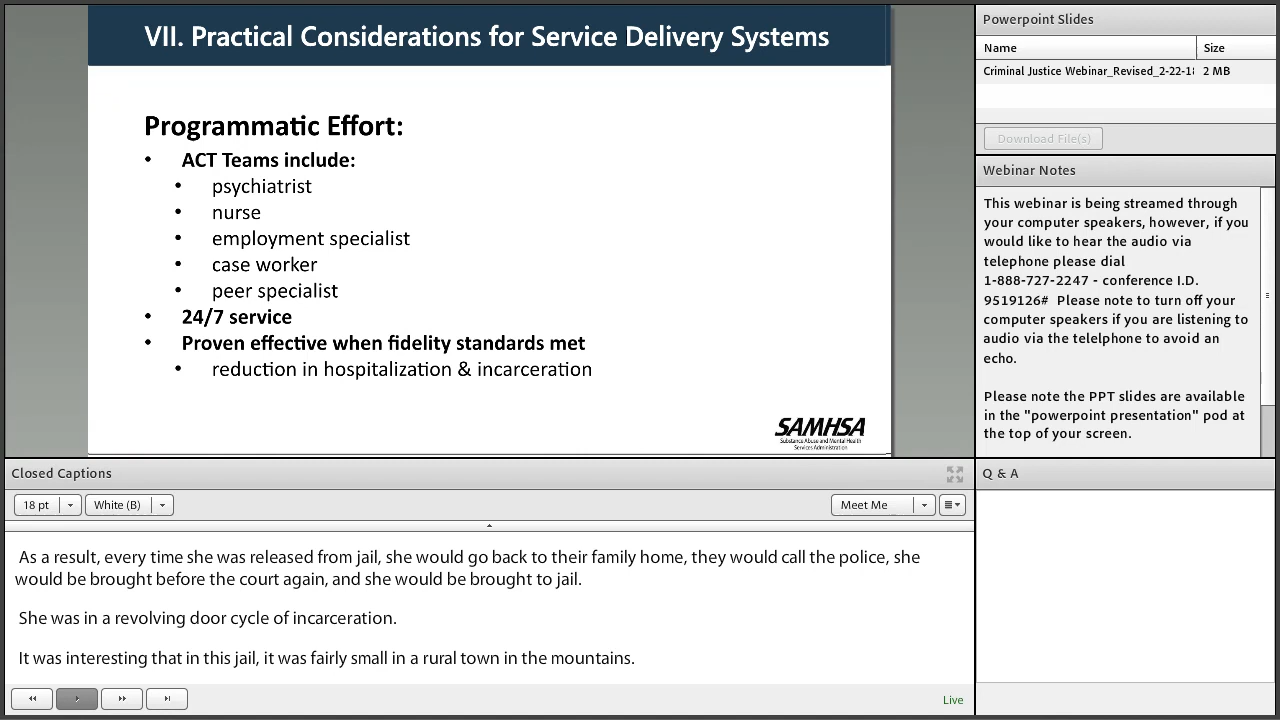 VII. Practical Considerations for Service Delivery Systems
Programmatic Effort:
• ACT Teams include:
• psychiatrist
• nurse
• employment specialist
• case worker
• peer specialist
• 24/7 service
• Proven effective when fidelity standards met
• reduction in hospitalization & incarceration
SAMHSA
Substance Abuse and Mental Health
Services Administration
Powerpoint Slides
Name Size
Criminal Justice Webinar_Revised_2-22-1 2 MB
Download File(s)
Webinar Notes
This webinar is being streamed through
your computer speakers, however, if you
would like to hear the audio via
telephone please dial
1-888-727-2247 - conference I.D.
9519126# Please note to turn off your
computer speakers if you are listening to
audio via the telelphone to avoid an
echo.
Please note the PPT slides are available
in the "powerpoint presentation" pod at
the top of your screen.
Closed Captions
18 pt White (B) Meet Me
As a result, every time she was released from jail, she would go back to their family home, they would call the police, she
would be brought before the court again, and she would be brought to jail.
She was in a revolving door cycle of incarceration.
It was interesting that in this jail, it was fairly small in a rural town in the mountains.
Live
Q & A